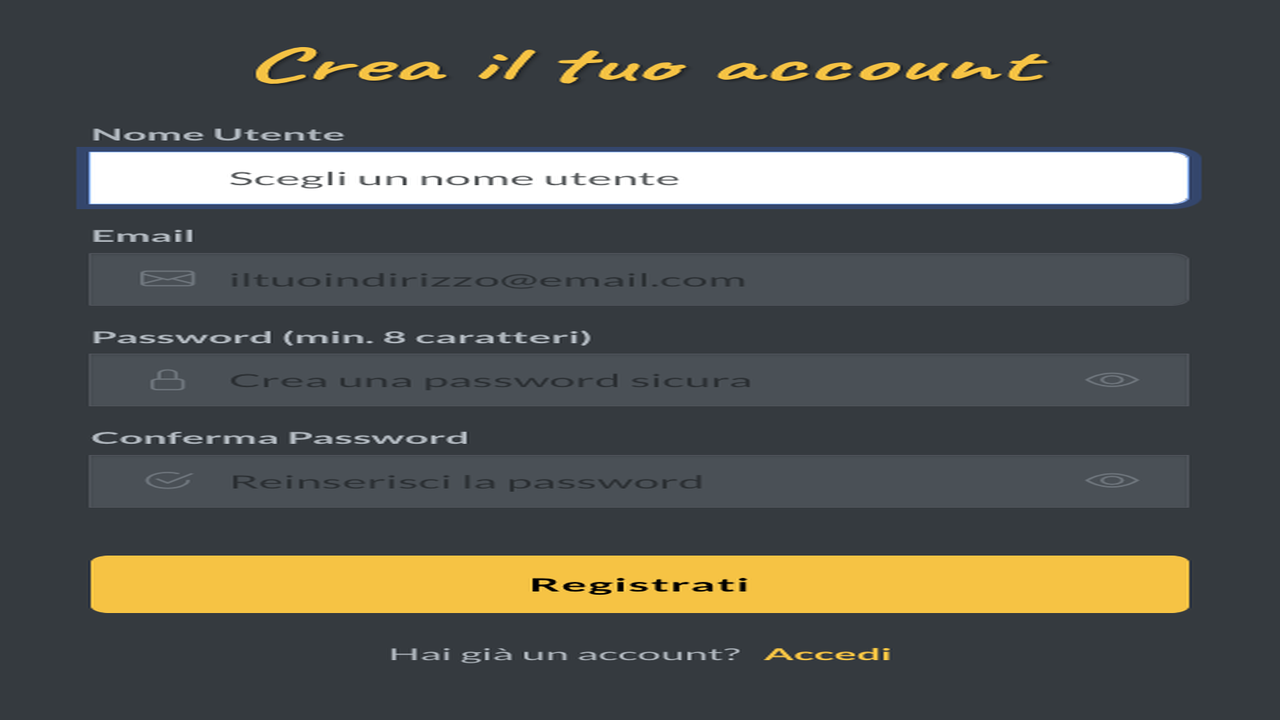 Crea il tuo account
Nome Utente
Scegli un nome utente
Email
iltuoindirizzo@email.com
Password (min. 8 caratteri)
Crea una password sicura
Conferma Password
Reinserisci la password
Registrati
Hai già un account? Accedi